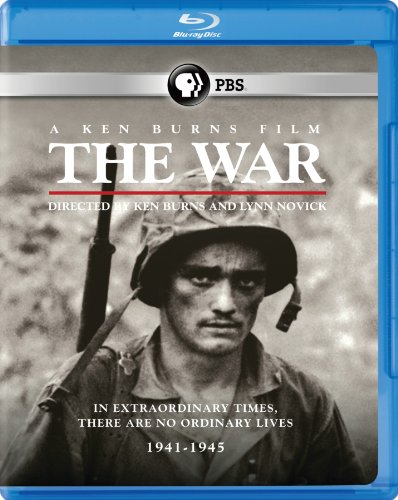 Blu-ray Disc
PBS
A KEN BURNS FILM
THE WAR
DIRECTED BY KEN BURNS AND LYNN NOVICK
IN EXTRAORDINARY TIMES,
THERE ARE NO ORDINARY LIVES
1941-1945